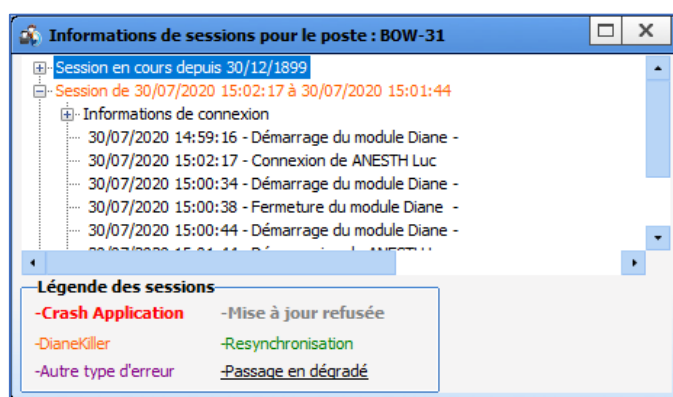 Informations de sessions pour le poste : BOW-31
Session en cours depuis 30/12/1899
Session de 30/07/2020 15:02:17 à 30/07/2020 15:01:44
Informations de connexion
30/07/2020 14:59:16 - Démarrage du module Diane -
30/07/2020 15:02:17 - Connexion de ANESTH Luc
30/07/2020 15:00:34 - Démarrage du module Diane -
30/07/2020 15:00:38 - Fermeture du module Diane -
30/07/2020 15:00:44 - Démarrage du module Diane -
Légende des sessions
-Crash Application -Mise à jour refusée
-DianeKiller -Resynchronisation
-Autre type d'erreur -Passage en dégradé